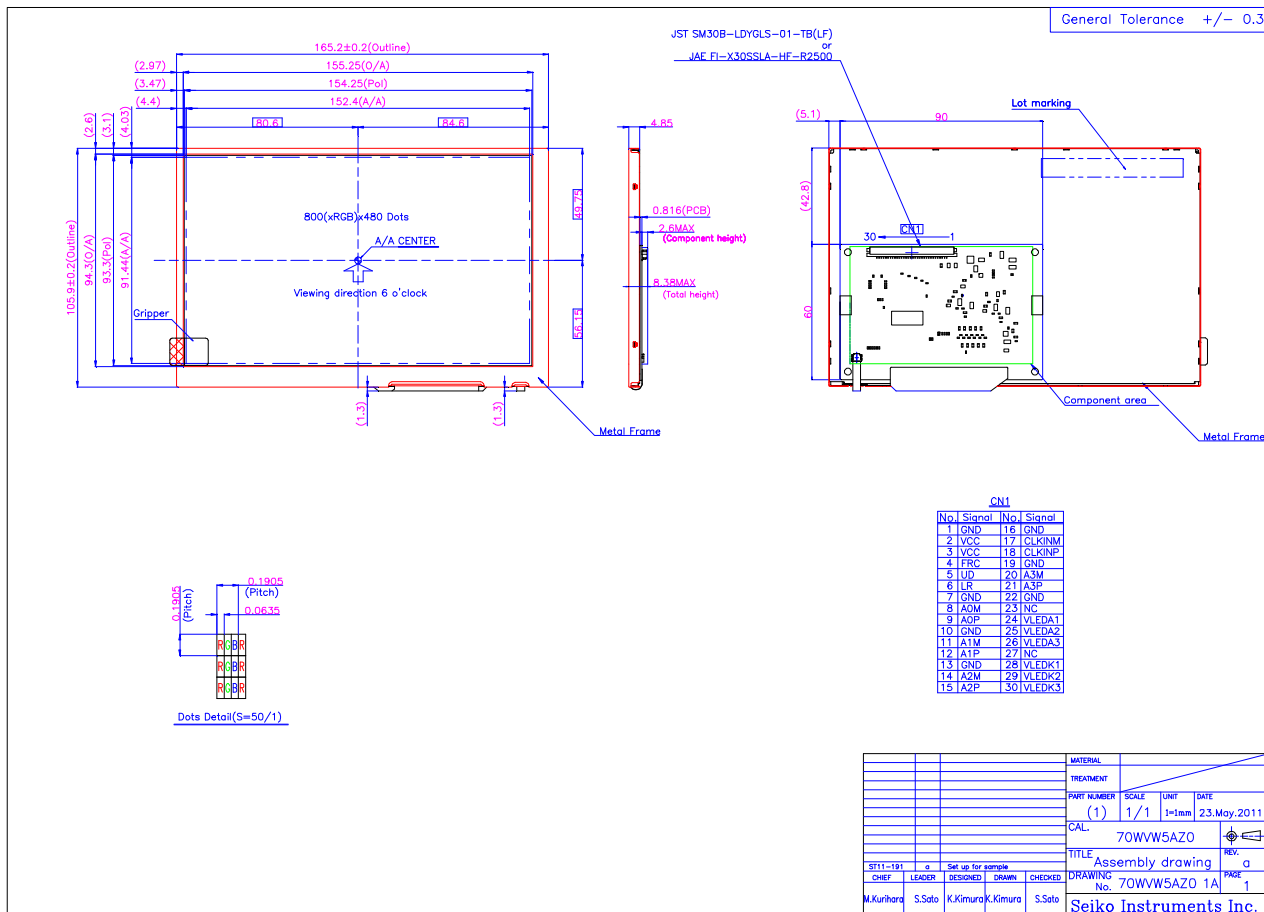 General Tolerance +/- 0.3
JST SM30B-LDYGLS-01-TB(LF)
or
JAE FI-X30SSLA-HF-R2500
165.2±0.2(Outline)
(2.97)
155.25(O/A)
(3.47)
154.25(Pol)
(4.4)
152.4(A/A)
80.6
84.6
(2.6)
(3.1)
(4.03)
105.9±0.2(Outline)
94.3(O/A)
93.3(Pol)
91.44(A/A)
49.75
56.15
800(xRGB)x480 Dots
A/A CENTER
Viewing direction 6 o'clock
Gripper
(1.3)
(1.3)
Metal Frame
4.85
0.816(PCB)
2.6MAX
(Component height)
8.38MAX
(Total height)
(5.1)
90
Lot marking
(42.8)
60
CN1
30
1
Component area
Metal Frame
CN1
No. Signal No. Signal
1 GND 16 GND
2 VCC 17 CLKINM
3 VCC 18 CLKINP
4 FRC 19 GND
5 UD 20 A3M
6 LR 21 A3P
7 GND 22 GND
8 A0M 23 NC
9 A0P 24 VLEDA1
10 GND 25 VLEDA2
11 A1M 26 VLEDA3
12 A1P 27 NC
13 GND 28 VLEDK1
14 A2M 29 VLEDK2
15 A2P 30 VLEDK3
0.1905
(Pitch)
0.1905
(Pitch)
0.0635
R G B R
R G B R
R G B R
Dots Detail(S=50/1)
MATERIAL
TREATMENT
PART NUMBER SCALE UNIT DATE
(1) 1/1 1=1mm 23.May.2011
CAL. 70WVW5AZ0
TITLE Assembly drawing REV. a
DRAWING No. 70WVW5AZ0 1A PAGE 1
Seiko Instruments Inc.
ST11-191 a Set up for sample
CHIEF LEADER DESIGNED DRAWN CHECKED
M.Kurihara S.Sato K.Kimura K.Kimura S.Sato